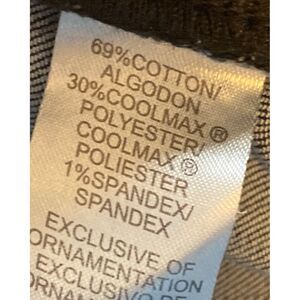 69%COTTON/
ALGODON
30%COOLMAX®
POLYESTER/
COOLMAX®
POLIESTER
1%SPANDEX/
SPANDEX
EXCLUSIVE OF
ORNAMENTATION
EXCLUSIVO DE